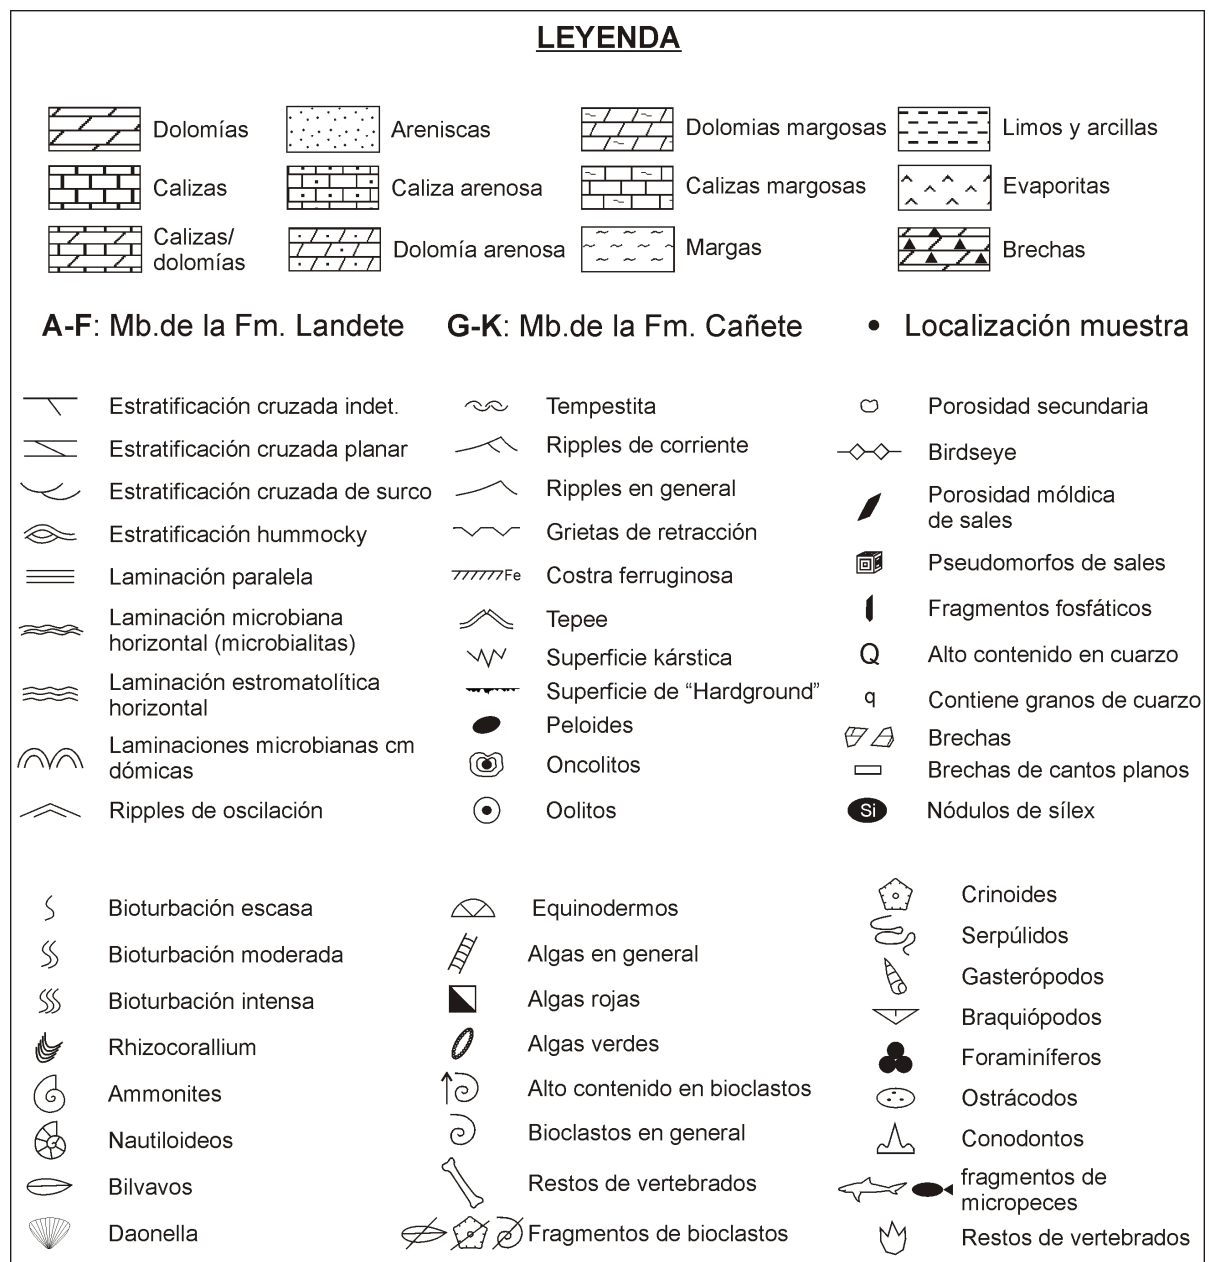 LEYENDA
Dolomías
Areniscas
Dolomias margosas
Limos y arcillas
Calizas
Caliza arenosa
Calizas margosas
Evaporitas
Calizas/
dolomías
Dolomía arenosa
Margas
Brechas
A-F: Mb.de la Fm. Landete
G-K: Mb.de la Fm. Cañete
• Localización muestra
Estratificación cruzada indet.
Estratificación cruzada planar
Estratificación cruzada de surco
Estratificación hummocky
Laminación paralela
Laminación microbiana
horizontal (microbialitas)
Laminación estromatolítica
horizontal
Laminaciones microbianas cm
dómicas
Ripples de oscilación
Tempestita
Ripples de corriente
Ripples en general
Grietas de retracción
Fe Costra ferruginosa
Tepee
Superficie kárstica
Superficie de “Hardground”
Peloides
Oncolitos
Oolitos
Porosidad secundaria
Birdseye
Porosidad móldica
de sales
Pseudomorfos de sales
Fragmentos fosfáticos
Q Alto contenido en cuarzo
q Contiene granos de cuarzo
Brechas
Brechas de cantos planos
Si Nódulos de sílex
Bioturbación escasa
Bioturbación moderada
Bioturbación intensa
Rhizocorallium
Ammonites
Nautiloideos
Bilvavos
Daonella
Equinodermos
Algas en general
Algas rojas
Algas verdes
Alto contenido en bioclastos
Bioclastos en general
Restos de vertebrados
Fragmentos de bioclastos
Crinoides
Serpúlidos
Gasterópodos
Braquiópodos
Foraminíferos
Ostrácodos
Conodontos
fragmentos de
micropeces
Restos de vertebrados